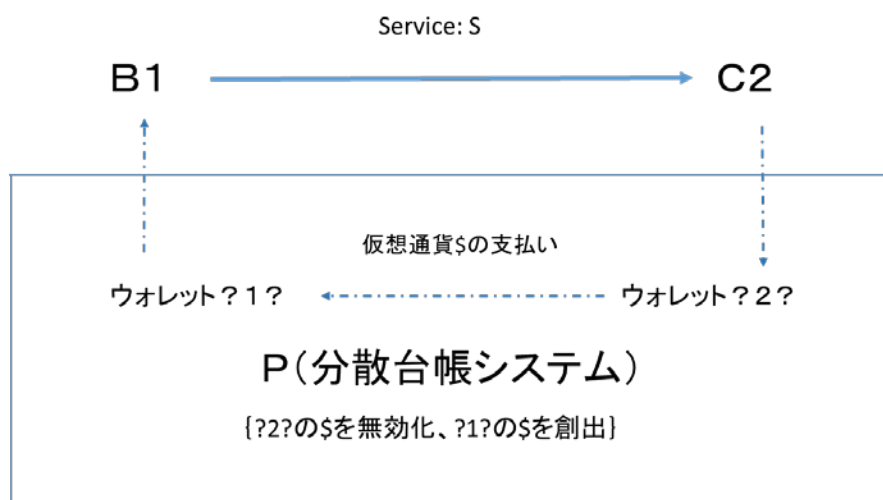 Service: S
B1
C2
仮想通貨$の支払い
ウォレット？1？
ウォレット？2？
P（分散台帳システム）
{?2?の$を無効化、?1?の$を創出}